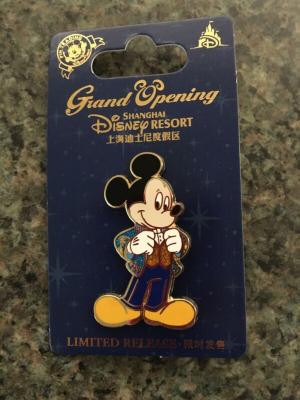 Grand Opening
SHANGHAI
DISNEY RESORT
上海迪士尼度假区
LIMITED RELEASE · 限时发售